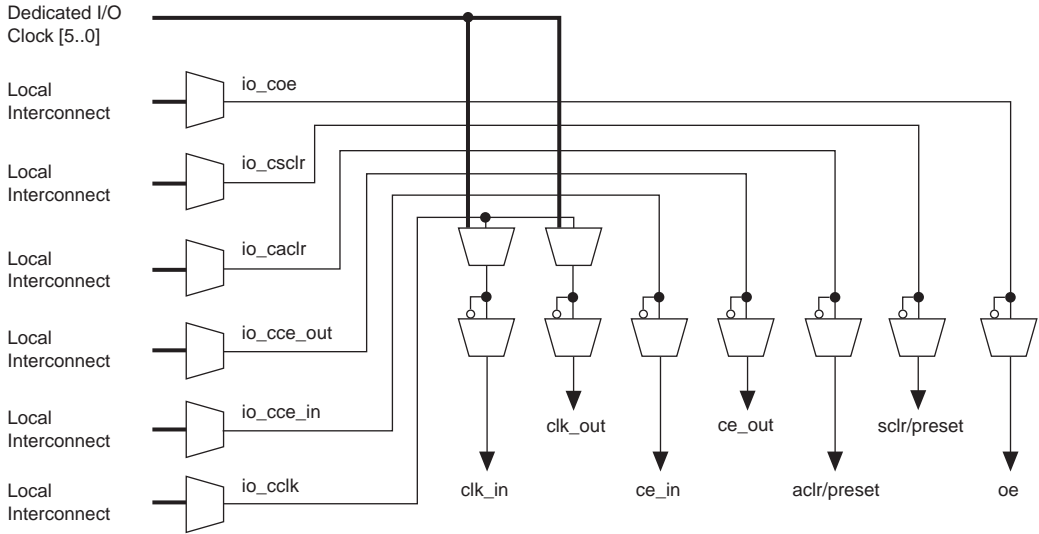 Dedicated I/O
Clock [5..0]
Local
Interconnect
io_coe
Local
Interconnect
io_csclr
Local
Interconnect
io_caclr
Local
Interconnect
io_cce_out
Local
Interconnect
io_cce_in
Local
Interconnect
io_cclk
clk_out
ce_out
sclr/preset
clk_in
ce_in
aclr/preset
oe